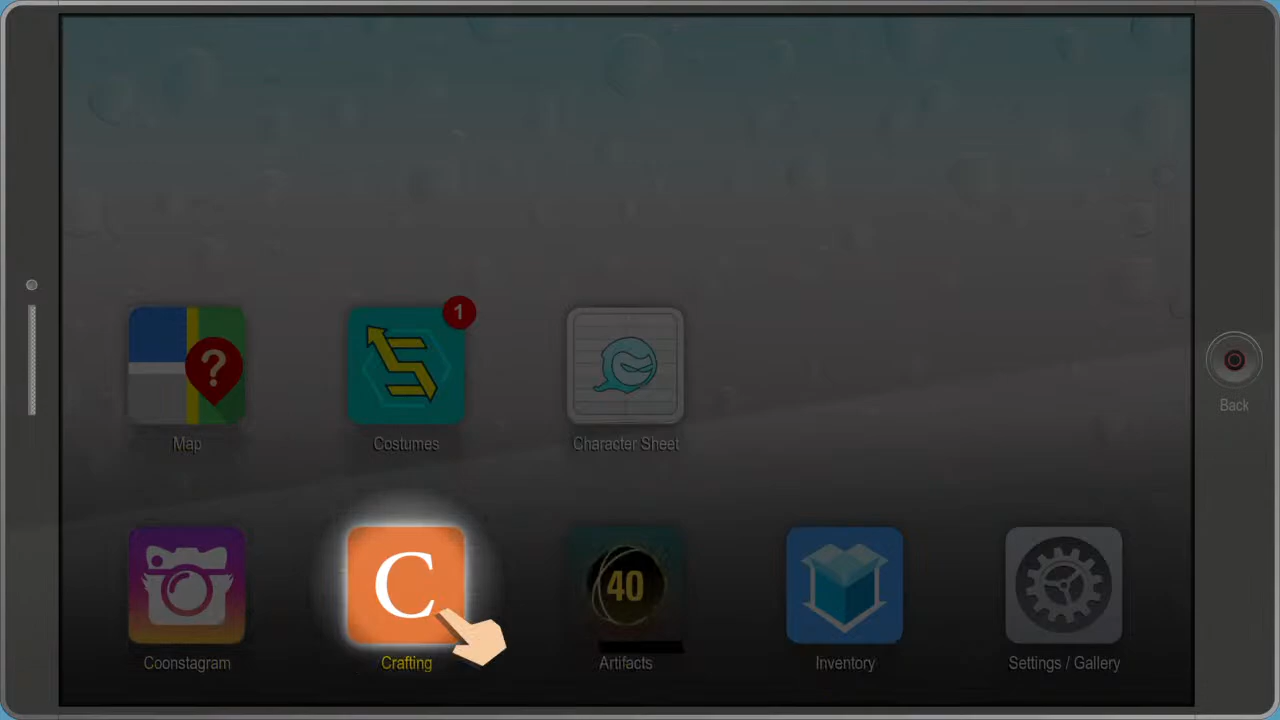 ?
1
Map
Costumes
Character Sheet
Back
C
40
Coonstagram
Crafting
Artifacts
Inventory
Settings / Gallery